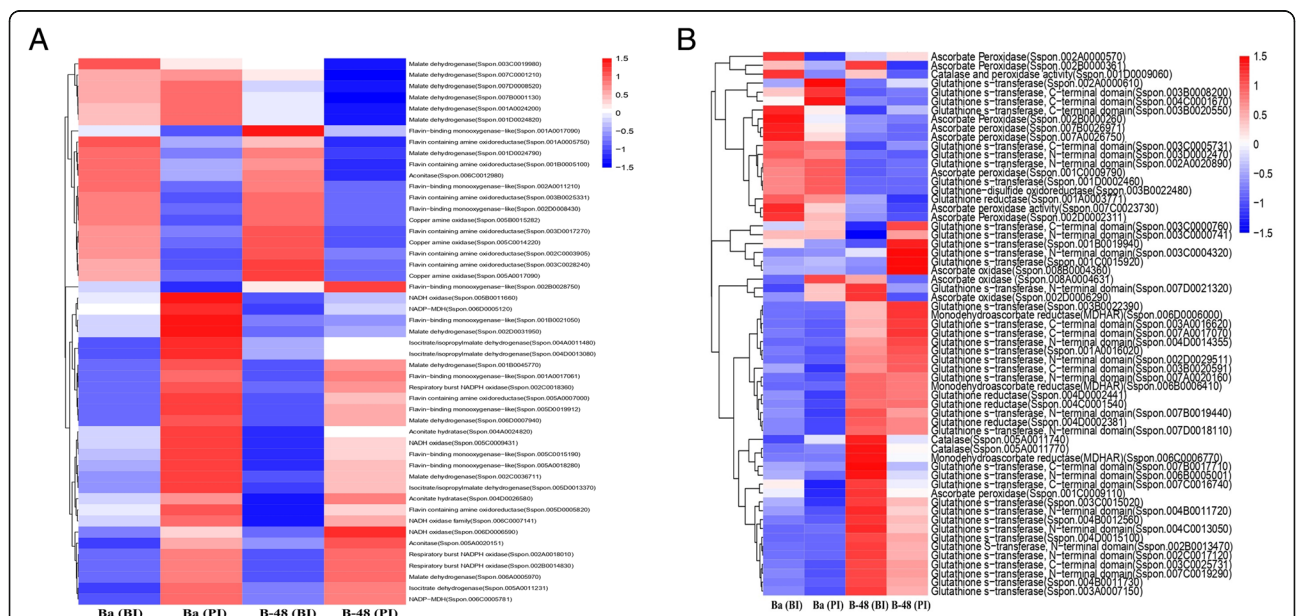 A
Malate dehydrogenase(Sspon.003C0019980)
Malate dehydrogenase(Sspon.007C0001210)
Malate dehydrogenase(Sspon.007D0008520)
Malate dehydrogenase(Sspon.007B0001130)
Malate dehydrogenase(Sspon.001A0024200)
Malate dehydrogenase(Sspon.001D0024820)
Flavin-binding monooxygenase-like(Sspon.001A0017090)
Flavin containing amine oxidoreductase(Sspon.001A0005750)
Malate dehydrogenase(Sspon.001D0024790)
Flavin containing amine oxidoreductase(Sspon.001B0005100)
Aconitase(Sspon.006C0012980)
Flavin-binding monooxygenase-like(Sspon.002A0011210)
Flavin containing amine oxidoreductase(Sspon.003B0025331)
Flavin-binding monooxygenase-like(Sspon.002D0008430)
Copper amine oxidase(Sspon.005B0015282)
Flavin containing amine oxidoreductase(Sspon.003D0017270)
Copper amine oxidase(Sspon.005C0014220)
Flavin containing amine oxidoreductase(Sspon.002C0003905)
Flavin containing amine oxidoreductase(Sspon.003C0028240)
Copper amine oxidase(Sspon.005A0017090)
Flavin-binding monooxygenase-like(Sspon.002B0028750)
NADH oxidase(Sspon.005B0011660)
NADP-MDH(Sspon.006D0005120)
Flavin-binding monooxygenase-like(Sspon.001B0021050)
Malate dehydrogenase(Sspon.002D0031950)
Isocitrate/isopropylmalate dehydrogenase(Sspon.004A0011480)
Isocitrate/isopropylmalate dehydrogenase(Sspon.004D0013080)
Malate dehydrogenase(Sspon.001B0045770)
Flavin-binding monooxygenase-like(Sspon.001A0017061)
Respiratory burst NADPH oxidase(Sspon.002C0018360)
Flavin-binding monooxygenase-like(Sspon.005A0007000)
Flavin-binding monooxygenase-like(Sspon.005D0019912)
Malate dehydrogenase(Sspon.006D0007940)
Aconitate hydratase(Sspon.004A0024820)
NADH oxidase(Sspon.005C0009431)
Flavin-binding monooxygenase-like(Sspon.005C0015190)
Flavin-binding monooxygenase-like(Sspon.005A0018280)
Malate dehydrogenase(Sspon.002C0036711)
Isocitrate/isopropylmalate dehydrogenase(Sspon.005D0013370)
Aconitate hydratase(Sspon.004D0026580)
Flavin containing amine oxidoreductase(Sspon.005D0005820)
NADH oxidase family(Sspon.006C0007141)
NADH oxidase(Sspon.006D0006590)
Aconitase(Sspon.005A0020151)
Respiratory burst NADPH oxidase(Sspon.002A0018010)
Respiratory burst NADPH oxidase(Sspon.002B0014830)
Malate dehydrogenase(Sspon.006A0005970)
Isocitrate dehydrogenase(Sspon.005A0011231)
NADP-MDH(Sspon.006C0005781)
1.5
1
0.5
0
−0.5
−1
−1.5
Ba (BI) Ba (PI) B-48 (BI) B-48 (PI)
B
Ascorbate Peroxidase(Sspon.002A0000570)
Ascorbate Peroxidase(Sspon.002B0000361)
Catalase and peroxidase activity(Sspon.001D0009060)
Glutathione s-transferase(Sspon.002A0000610)
Glutathione s-transferase, C-terminal domain(Sspon.003B0008200)
Glutathione s-transferase, C-terminal domain(Sspon.004C0001670)
Glutathione s-transferase, C-terminal domain(Sspon.003B0020550)
Ascorbate Peroxidase(Sspon.002B0000260)
Ascorbate peroxidase(Sspon.007B0026971)
Ascorbate peroxidase(Sspon.007A0026750)
Glutathione s-transferase, C-terminal domain(Sspon.003C0005731)
Glutathione s-transferase, N-terminal domain(Sspon.003D0002470)
Glutathione s-transferase, N-terminal domain(Sspon.002A0020890)
Ascorbate peroxidase(Sspon.001C0009790)
Glutathione s-transferase(Sspon.001D0002460)
Glutathione-disulfide oxidoreductase(Sspon.003B0022480)
Glutathione reductase(Sspon.001A0003771)
Ascorbate peroxidase activity(Sspon.007C0023730)
Ascorbate Peroxidase(Sspon.002D0002311)
Glutathione s-transferase, C-terminal domain(Sspon.003C0000760)
Glutathione s-transferase, N-terminal domain(Sspon.003C0000741)
Glutathione s-transferase(Sspon.001B0019940)
Glutathione s-transferase, N-terminal domain(Sspon.003C0004320)
Glutathione s-transferase(Sspon.001C0015920)
Ascorbate oxidase(Sspon.008B0004360)
Ascorbate oxidase(Sspon.008A0004631)
Glutathione s-transferase, N-terminal domain(Sspon.007D0021320)
Ascorbate oxidase(Sspon.002D0006290)
Glutathione s-transferase(Sspon.003B0022390)
Monodehydroascorbate reductase(MDHAR)(Sspon.006D0006000)
Glutathione s-transferase, C-terminal domain(Sspon.003A0016620)
Glutathione s-transferase, C-terminal domain(Sspon.007A0017070)
Glutathione s-transferase, N-terminal domain(Sspon.004D0014355)
Glutathione s-transferase(Sspon.001A0016020)
Glutathione s-transferase, N-terminal domain(Sspon.002D0029511)
Glutathione s-transferase, C-terminal domain(Sspon.003B0020591)
Glutathione s-transferase, N-terminal domain(Sspon.007A0020160)
Monodehydroascorbate reductase(MDHAR)(Sspon.006B0006410)
Glutathione reductase(Sspon.004D0002441)
Glutathione reductase(Sspon.004C0001540)
Glutathione s-transferase, N-terminal domain(Sspon.007B0019440)
Glutathione reductase(Sspon.004D0002381)
Glutathione s-transferase, N-terminal domain(Sspon.007D0018110)
Catalase(Sspon.005A0011740)
Catalase(Sspon.005A0011770)
Monodehydroascorbate reductase(MDHAR)(Sspon.006C0006770)
Glutathione s-transferase, C-terminal domain(Sspon.007B0017710)
Glutathione s-transferase, N-terminal domain(Sspon.006B0005001)
Glutathione s-transferase, C-terminal domain(Sspon.007C0016740)
Ascorbate peroxidase(Sspon.001C0009110)
Glutathione s-transferase(Sspon.003C0015020)
Glutathione s-transferase, N-terminal domain(Sspon.004B0011720)
Glutathione s-transferase(Sspon.004B0012560)
Glutathione s-transferase, N-terminal domain(Sspon.004C0013050)
Glutathione s-transferase(Sspon.004D0015100)
Glutathione S-transferase, N-terminal domain(Sspon.002B0013470)
Glutathione s-transferase, N-terminal domain(Sspon.002C0017120)
Glutathione s-transferase, C-terminal domain(Sspon.003C0025731)
Glutathione s-transferase, N-terminal domain(Sspon.007C0019290)
Glutathione s-transferase(Sspon.004B0011730)
Glutathione s-transferase(Sspon.003A0007150)
1.5
1
0.5
0
−0.5
−1
−1.5
Ba (BI) Ba (PI) B-48 (BI) B-48 (PI)